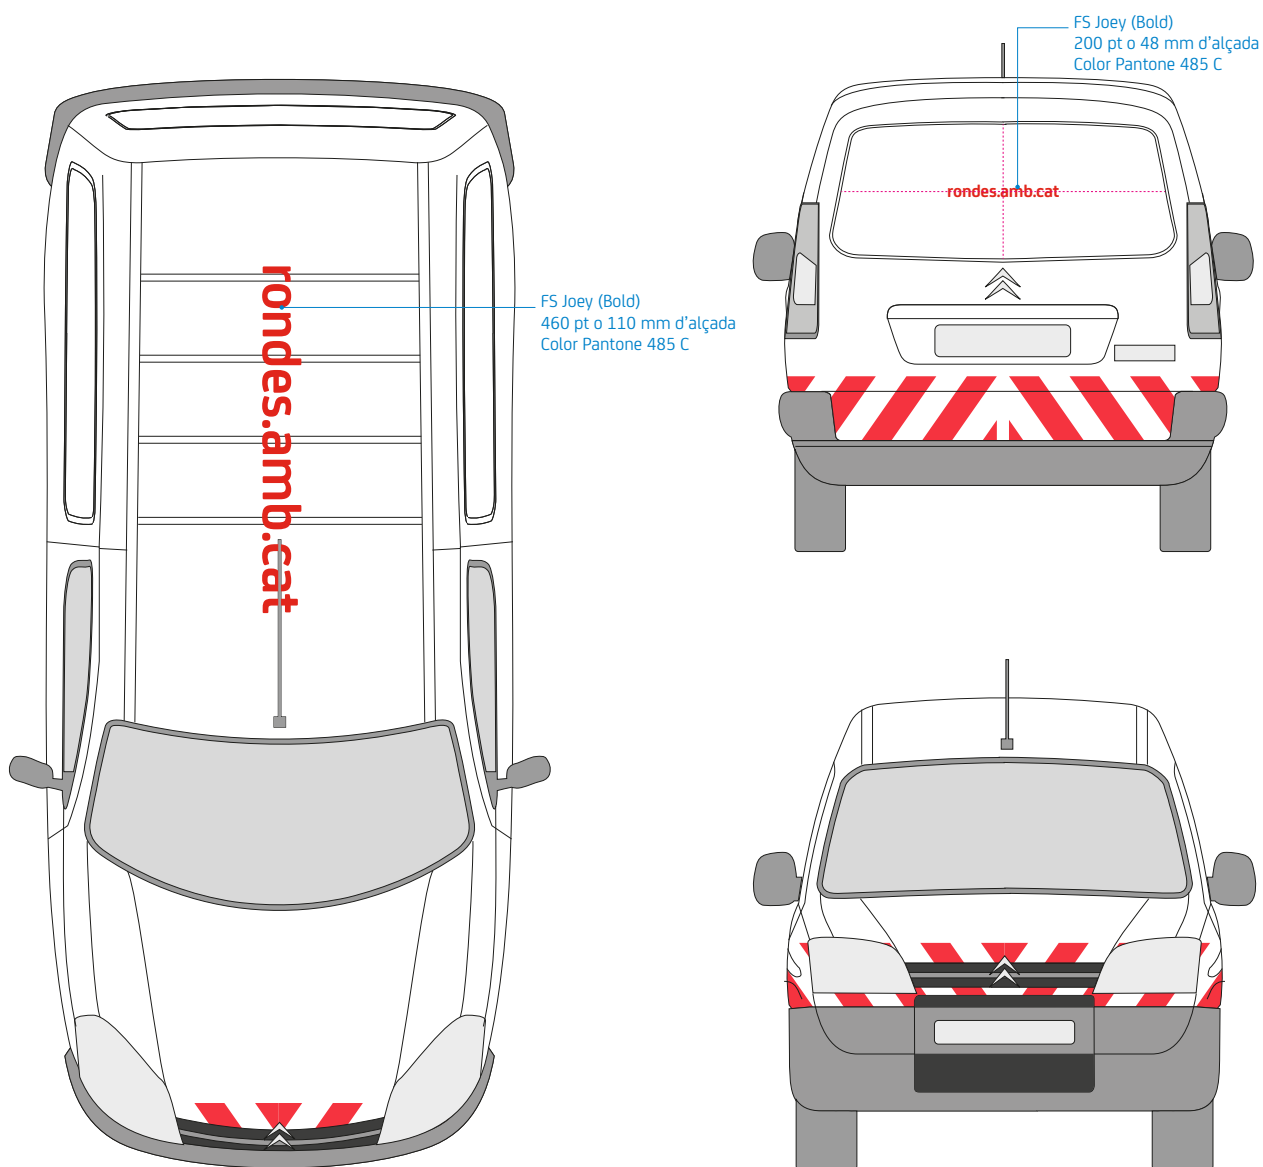 FS Joey (Bold)
200 pt o 48 mm d'alçada
Color Pantone 485 C
rondes.amb.cat
rondes.amb.cat
FS Joey (Bold)
460 pt o 110 mm d'alçada
Color Pantone 485 C